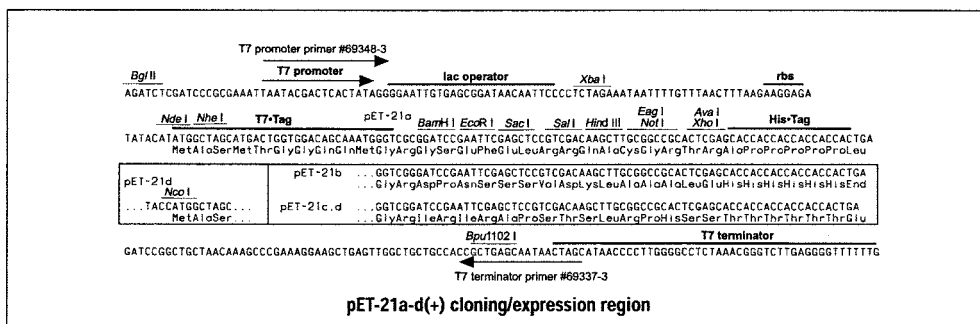 T7 promoter primer #69348-3
Bgl II T7 promoter lac operator Xba I rbs
AGATCTCGATCCCGCGAAATTAATACGACTCACTATAGGGGAATTGTGAGCGGATAACAATTCCCCTCTAGAAATAATTTTGTTTAACTTTAAGAAGGAGA
Nde I Nhe I T7•Tag pET-21a BamH I EcoR I Sac I Sal I Hind III Eag I Not I Ava I Xho I His•Tag
TATACATATGGCTAGCATGACTGGTGGACAGCAAATGGGTCGCGGATCCGAATTCGAGCTCCGTCGACAAGCTTGCGGCCGCACTCGAGCACCACCACCACCACCACTGA
MetAlaSerMetThrGlyGlyGlnGlnMetGlyArgGlySerGluPheGluLeuArgArgGlnAlaCysGlyArgThrArgAlaProProProProProLeu
pET-21b ...GGTCGGGATCCGAATTCGAGCTCCGTCGACAAGCTTGCGGCCGCACTCGAGCACCACCACCACCACCACTGA
GlyArgAspProAsnSerSerSerValAspLysLeuAlaAlaAlaLeuGluHisHisHisHisHisHisEnd
pET-21d
Nco I
...TACCATGGCTAGC...
MetAlaSer...
pET-21c,d ...GGTCGGATCCGAATTCGAGCTCCGTCGACAAGCTTGCGGCCGCACTCGAGCACCACCACCACCACCACTGA
GlyArgIleArgIleArgAlaProSerThrSerLeuArgProHisSerSerThrThrThrThrThrThrGlu
Bpu1102 I T7 terminator
GATCCGGCTGCTAACAAAGCCCGAAAGGAAGCTGAGTTGGCTGCTGCCACCGCTGAGCAATAACTAGCATAACCCCTTGGGGCCTCTAAACGGGTCTTGAGGGGTTTTTTG
T7 terminator primer #69337-3
pET-21a-d(+) cloning/expression region